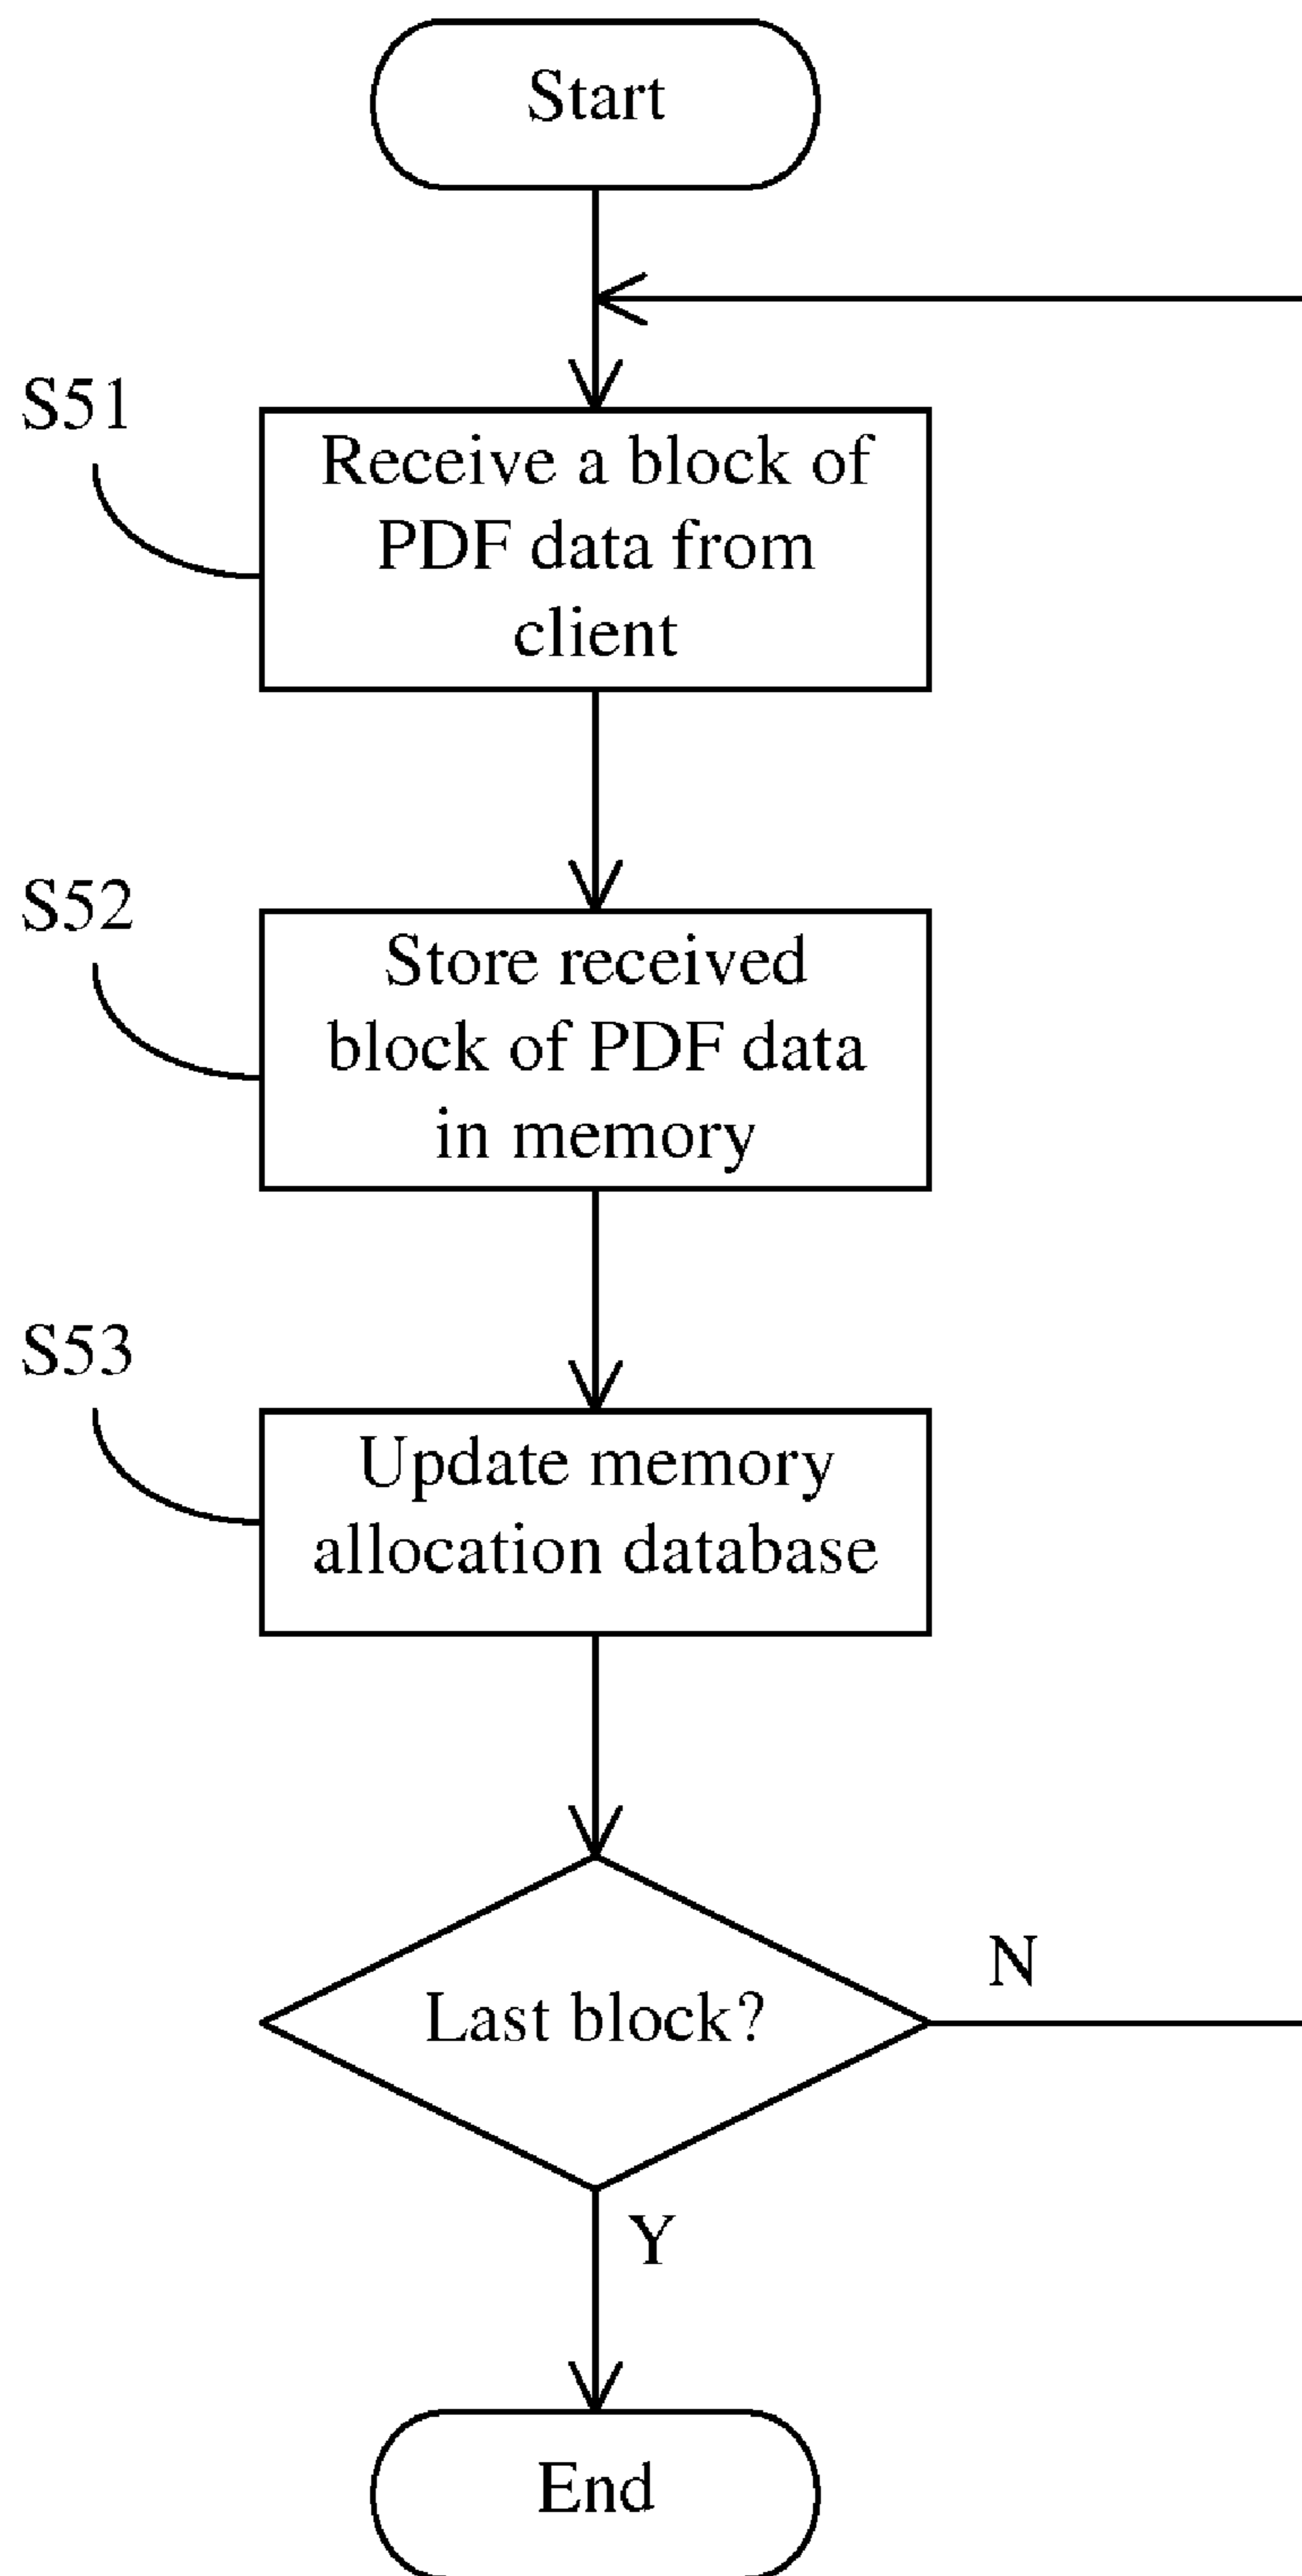 Start
S51
Receive a block of
PDF data from
client
S52
Store received
block of PDF data
in memory
S53
Update memory
allocation database
Last block?
N
Y
End